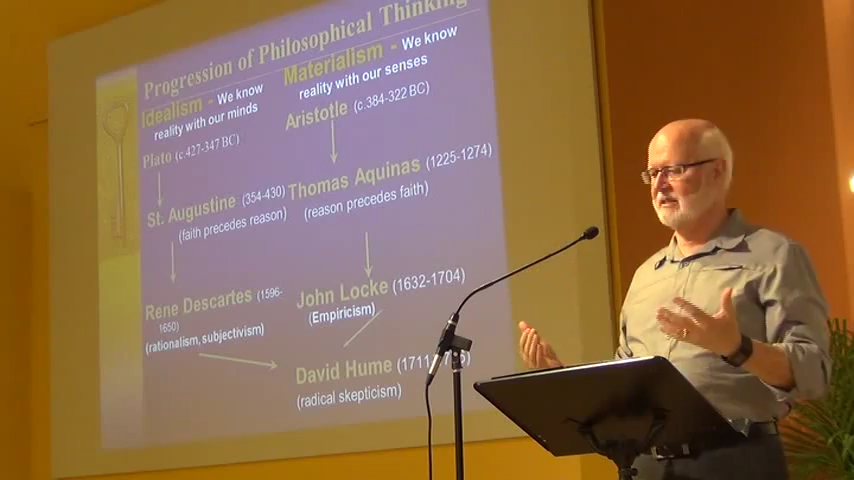 Progression of Philosophical Thinking
Idealism - We know
reality with our minds
Plato (c.427-347 BC)
St. Augustine (354-430)
(faith precedes reason)
Rene Descartes (1596-
1650)
(rationalism, subjectivism)
Materialism - We know
reality with our senses
Aristotle (c.384-322 BC)
Thomas Aquinas (1225-1274)
(reason precedes faith)
John Locke (1632-1704)
(Empiricism)
David Hume
(radical skepticism)